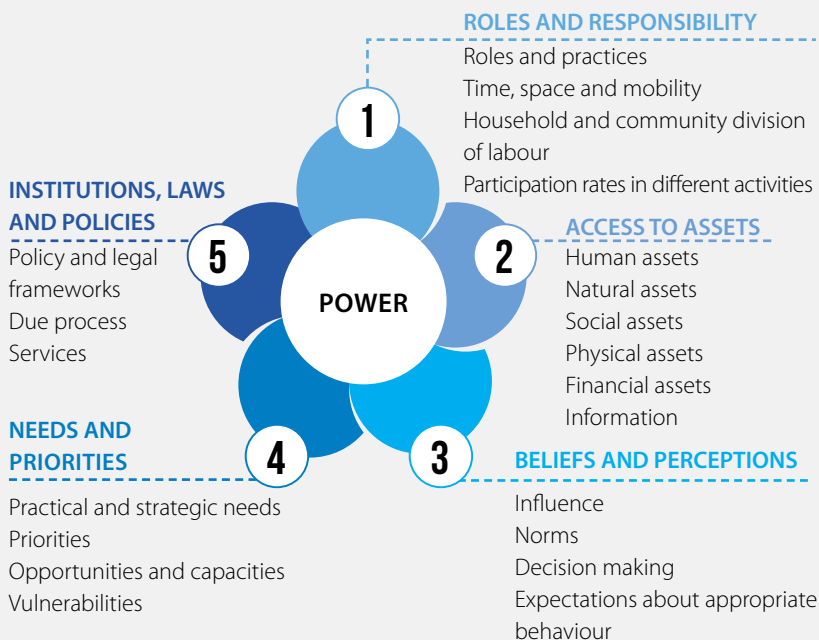 ROLES AND RESPONSIBILITY
Roles and practices
Time, space and mobility
Household and community division
of labour
Participation rates in different activities
1
INSTITUTIONS, LAWS
AND POLICIES
5
Policy and legal
frameworks
Due process
Services
2
ACCESS TO ASSETS
Human assets
Natural assets
Social assets
Physical assets
Financial assets
Information
POWER
NEEDS AND
PRIORITIES
4
Practical and strategic needs
Priorities
Opportunities and capacities
Vulnerabilities
3
BELIEFS AND PERCEPTIONS
Influence
Norms
Decision making
Expectations about appropriate
behaviour